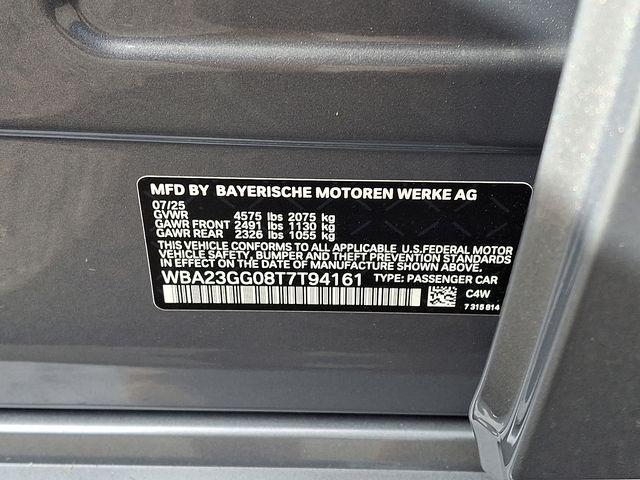 MFD BY BAYERISCHE MOTOREN WERKE AG
07/25
GVWR 4575 lbs 2075 kg
GAWR FRONT 2491 lbs 1130 kg
GAWR REAR 2326 lbs 1055 kg
THIS VEHICLE CONFORMS TO ALL APPLICABLE U.S.FEDERAL MOTOR
VEHICLE SAFETY, BUMPER AND THEFT PREVENTION STANDARDS
IN EFFECT ON THE DATE OF MANUFACTURE SHOWN ABOVE.
WBA23GG08T7T94161 TYPE: PASSENGER CAR
C4W
7 315 814